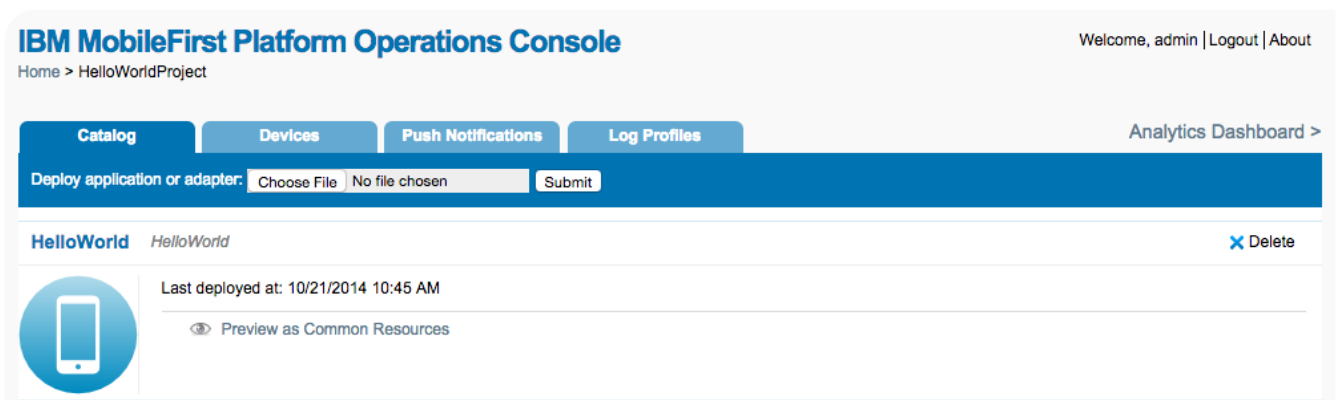 IBM MobileFirst Platform Operations Console
Welcome, admin | Logout | About
Home > HelloWorldProject
Catalog
Devices
Push Notifications
Log Profiles
Analytics Dashboard >
Deploy application or adapter: Choose File No file chosen Submit
HelloWorld HelloWorld
Delete
Last deployed at: 10/21/2014 10:45 AM
Preview as Common Resources